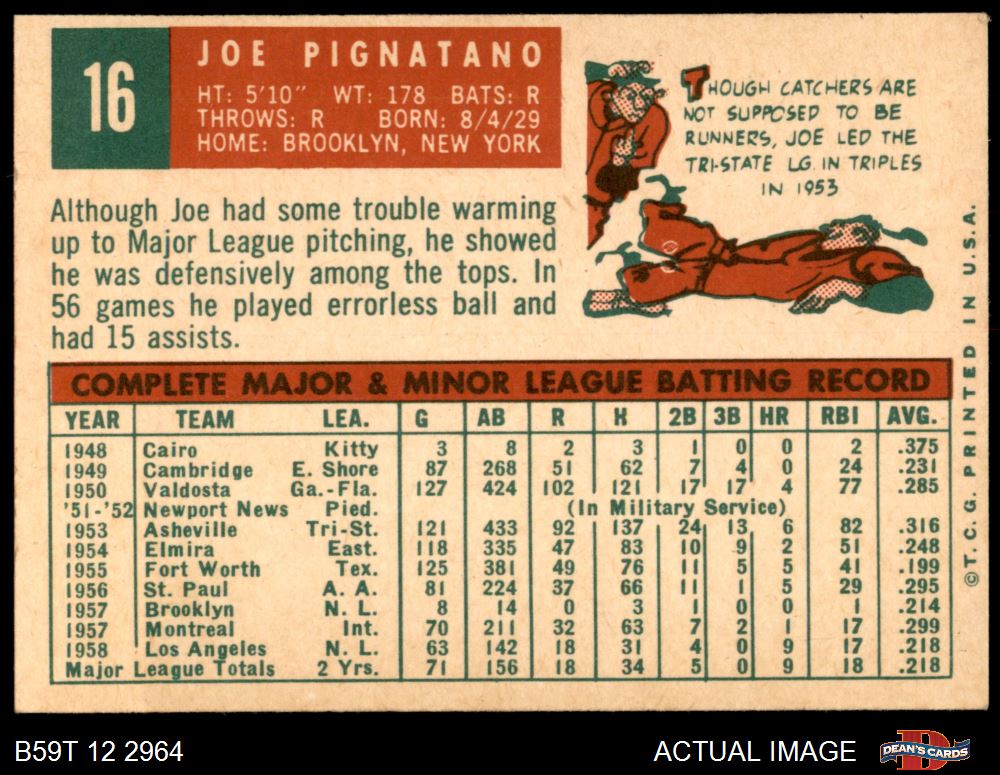 16
JOE PIGNATANO
HT: 5'10" WT: 178 BATS: R
THROWS: R BORN: 8/4/29
HOME: BROOKLYN, NEW YORK
THOUGH CATCHERS ARE
NOT SUPPOSED TO BE
RUNNERS, JOE LED THE
TRI-STATE LG. IN TRIPLES
IN 1953
Although Joe had some trouble warming
up to Major League pitching, he showed
he was defensively among the tops. In
56 games he played errorless ball and
had 15 assists.
COMPLETE MAJOR & MINOR LEAGUE BATTING RECORD
YEAR TEAM LEA. G AB R H 2B 3B HR RBI AVG.
1948 Cairo Kitty 3 8 2 3 1 0 0 2 .375
1949 Cambridge E. Shore 87 268 51 62 7 4 0 24 .231
1950 Valdosta Ga.-Fla. 127 424 102 121 17 17 4 77 .285
'51-'52 Newport News Pied. (In Military Service)
1953 Asheville Tri-St. 121 433 92 137 24 13 6 82 .316
1954 Elmira East. 118 335 47 83 10 9 2 51 .248
1955 Fort Worth Tex. 125 381 49 76 11 5 5 41 .199
1956 St. Paul A. A. 81 224 37 66 11 1 5 29 .295
1957 Brooklyn N. L. 8 14 0 3 1 0 0 1 .214
1957 Montreal Int. 70 211 32 63 7 2 1 17 .299
1958 Los Angeles N. L. 63 142 18 31 4 0 9 17 .218
Major League Totals 2 Yrs. 71 156 18 34 5 0 9 18 .218
©T. C. G. PRINTED IN U.S.A.
B59T 12 2964
ACTUAL IMAGE
DEAN'S CARDS